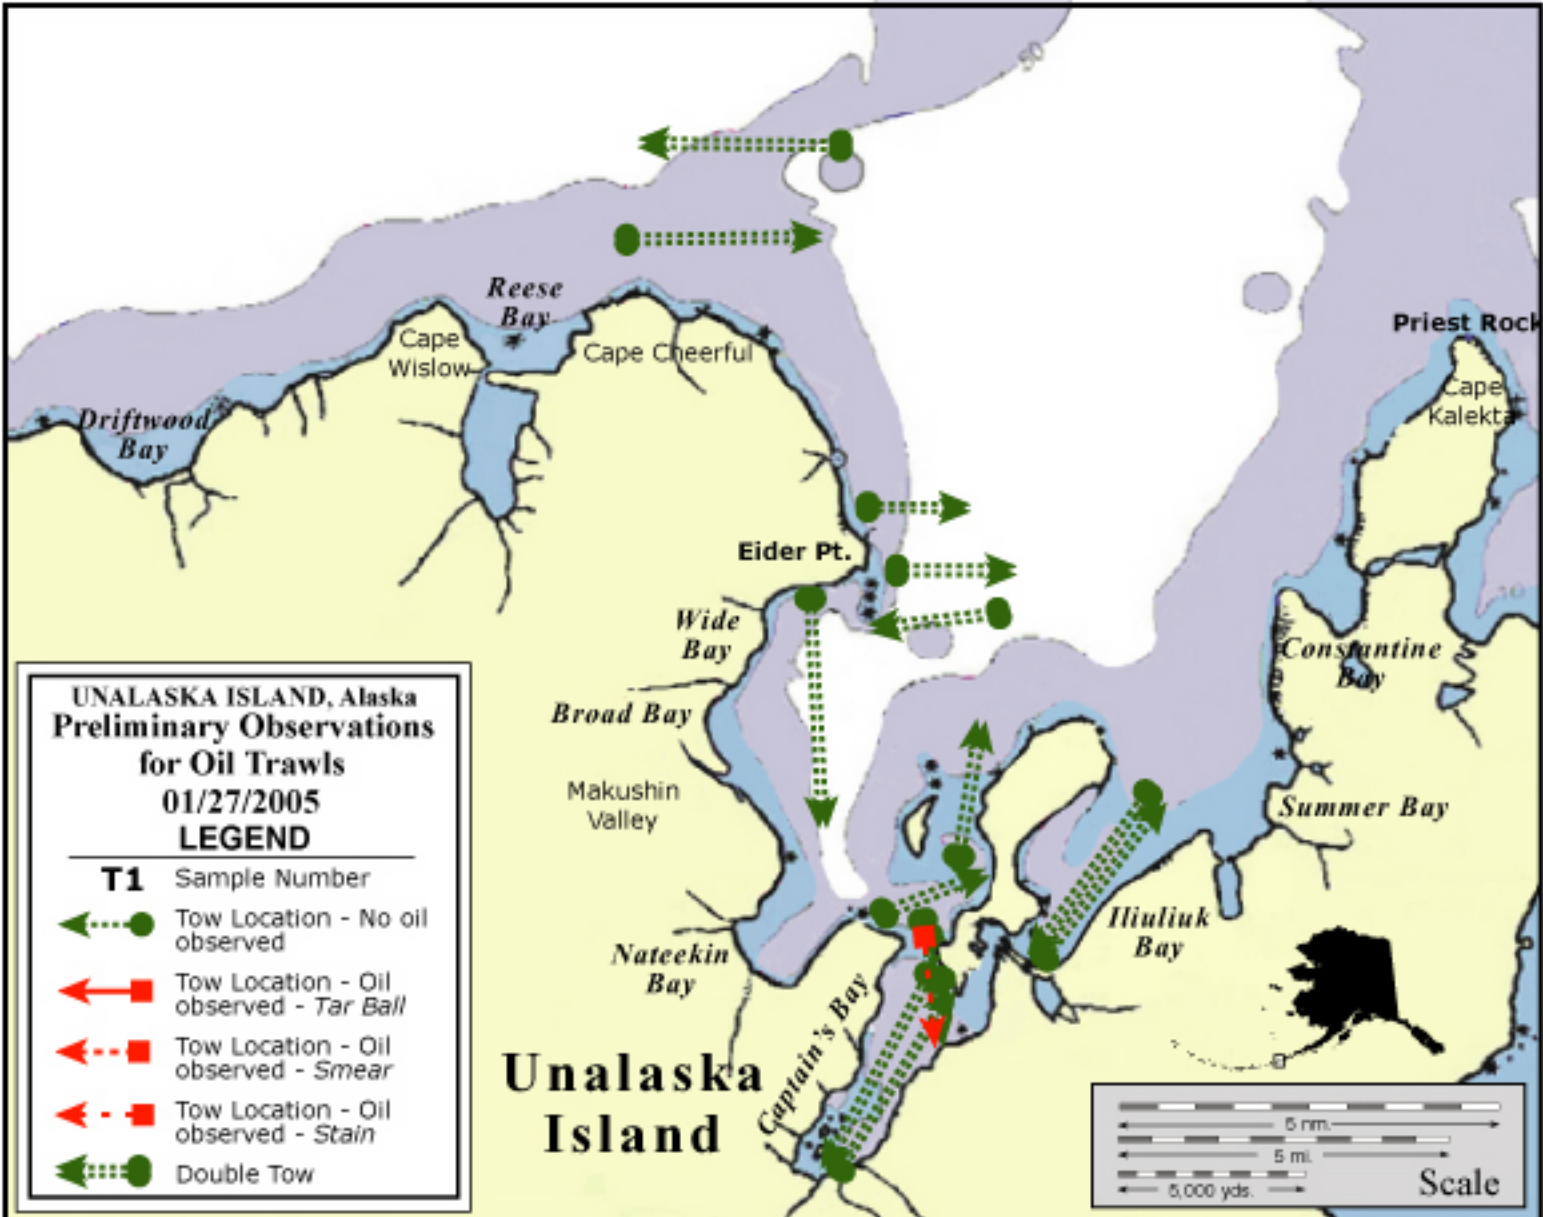 50
Reese
Bay
Priest Rock
Cape
Wislow
Cape Cheerful
Cape
Kalekta
Driftwood
Bay
Eider Pt.
Wide
Bay
Constantine
Bay
Broad Bay
Makushin
Valley
Summer Bay
Iliuliuk
Bay
Nateekin
Bay
Captain's Bay
Unalaska
Island
UNALASKA ISLAND, Alaska
Preliminary Observations
for Oil Trawls
01/27/2005
LEGEND
T1 Sample Number
Tow Location - No oil
observed
Tow Location - Oil
observed - Tar Ball
Tow Location - Oil
observed - Smear
Tow Location - Oil
observed - Stain
Double Tow
5 nm.
5 mi.
5,000 yds.
Scale